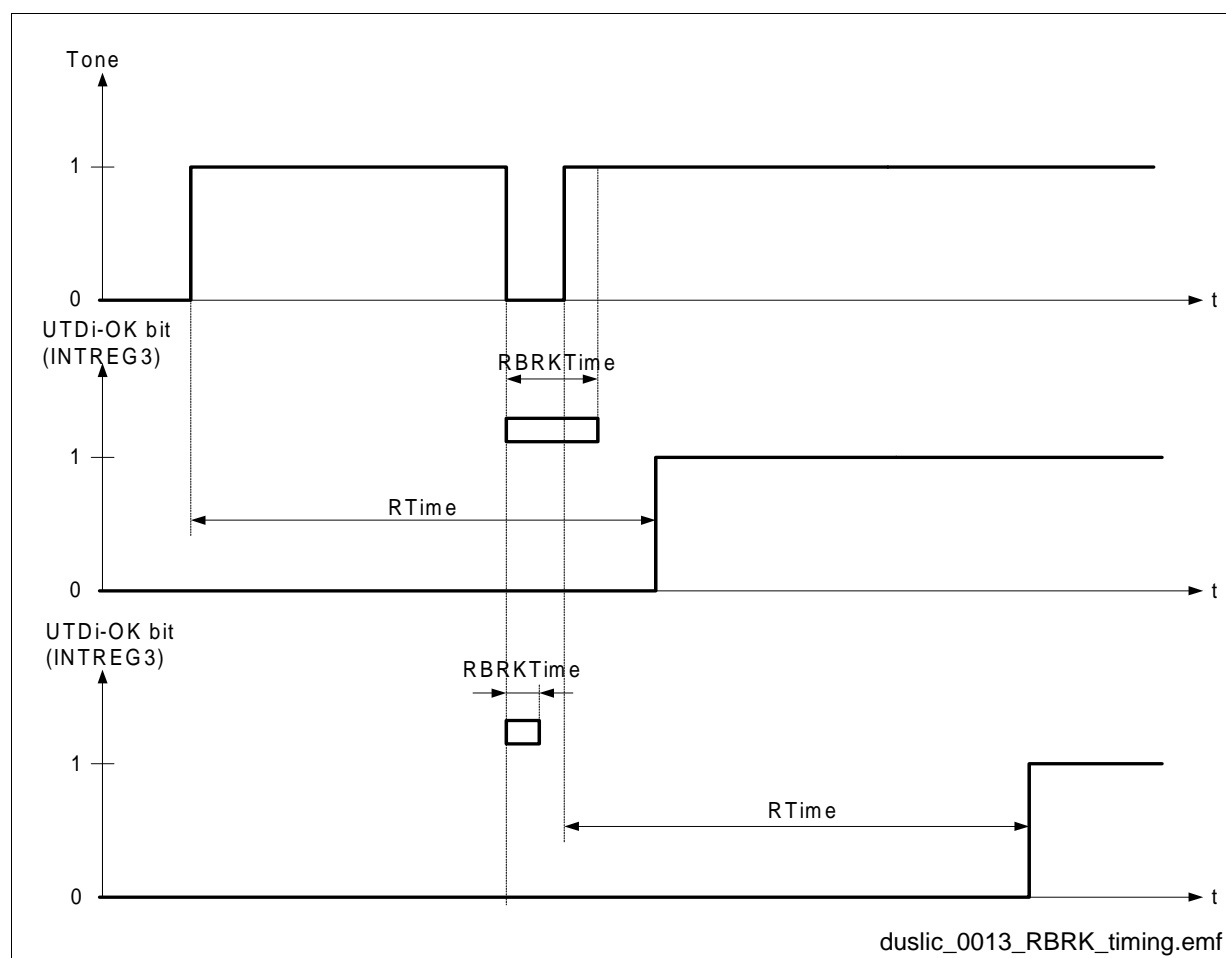 Tone
1
0
t
UTDi-OK bit
(INTREG3)
RBRKTime
1
RTime
0
t
UTDi-OK bit
(INTREG3)
RBRKTime
1
RTime
0
t
duslic_0013_RBRK_timing.emf